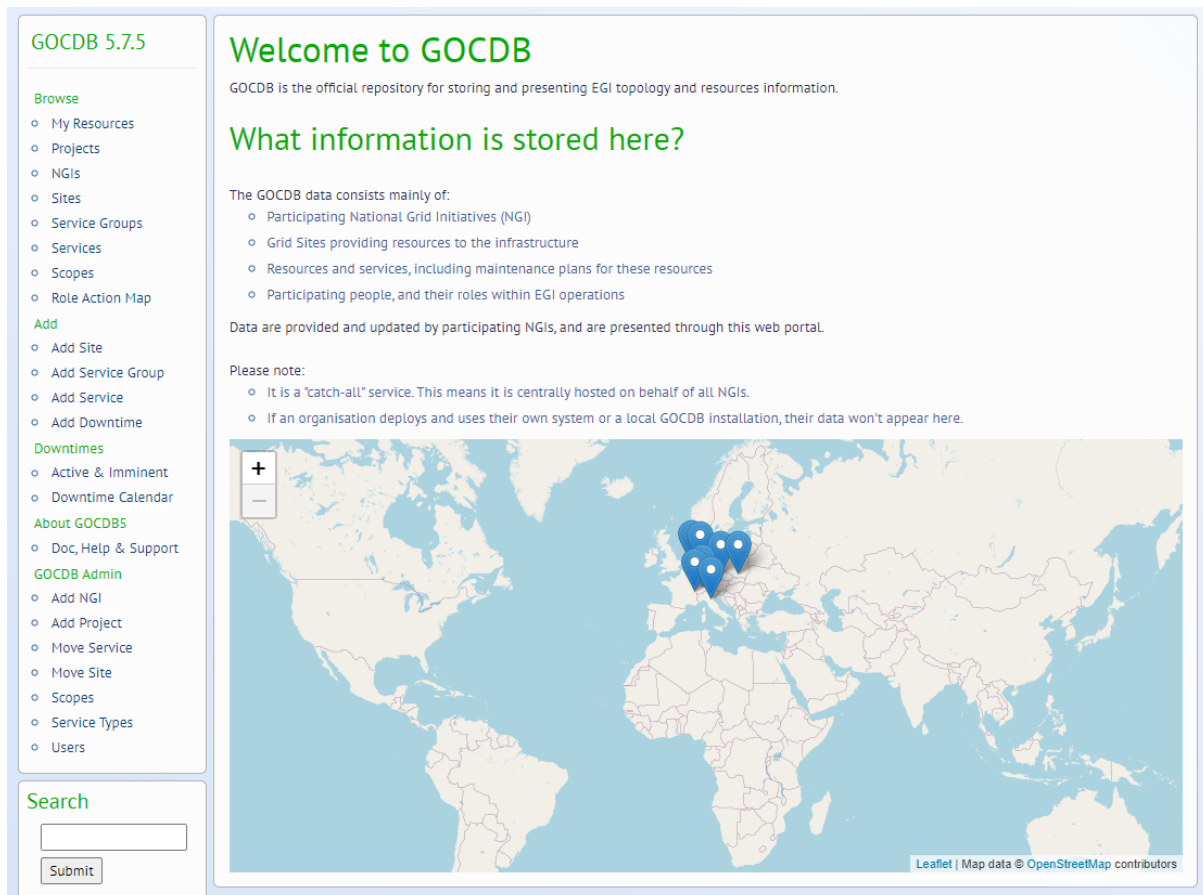 GOCDB 5.7.5
Browse
My Resources
Projects
NGIs
Sites
Service Groups
Services
Scopes
Role Action Map
Add
Add Site
Add Service Group
Add Service
Add Downtime
Downtimes
Active & Imminent
Downtime Calendar
About GOCDB5
Doc, Help & Support
GOCDB Admin
Add NGI
Add Project
Move Service
Move Site
Scopes
Service Types
Users
Search
Submit
Welcome to GOCDB
GOCDB is the official repository for storing and presenting EGI topology and resources information.
What information is stored here?
The GOCDB data consists mainly of:
Participating National Grid Initiatives (NGI)
Grid Sites providing resources to the infrastructure
Resources and services, including maintenance plans for these resources
Participating people, and their roles within EGI operations
Data are provided and updated by participating NGIs, and are presented through this web portal.
Please note:
It is a "catch-all" service. This means it is centrally hosted on behalf of all NGIs.
If an organisation deploys and uses their own system or a local GOCDB installation, their data won't appear here.
+
−
Leaflet | Map data © OpenStreetMap contributors